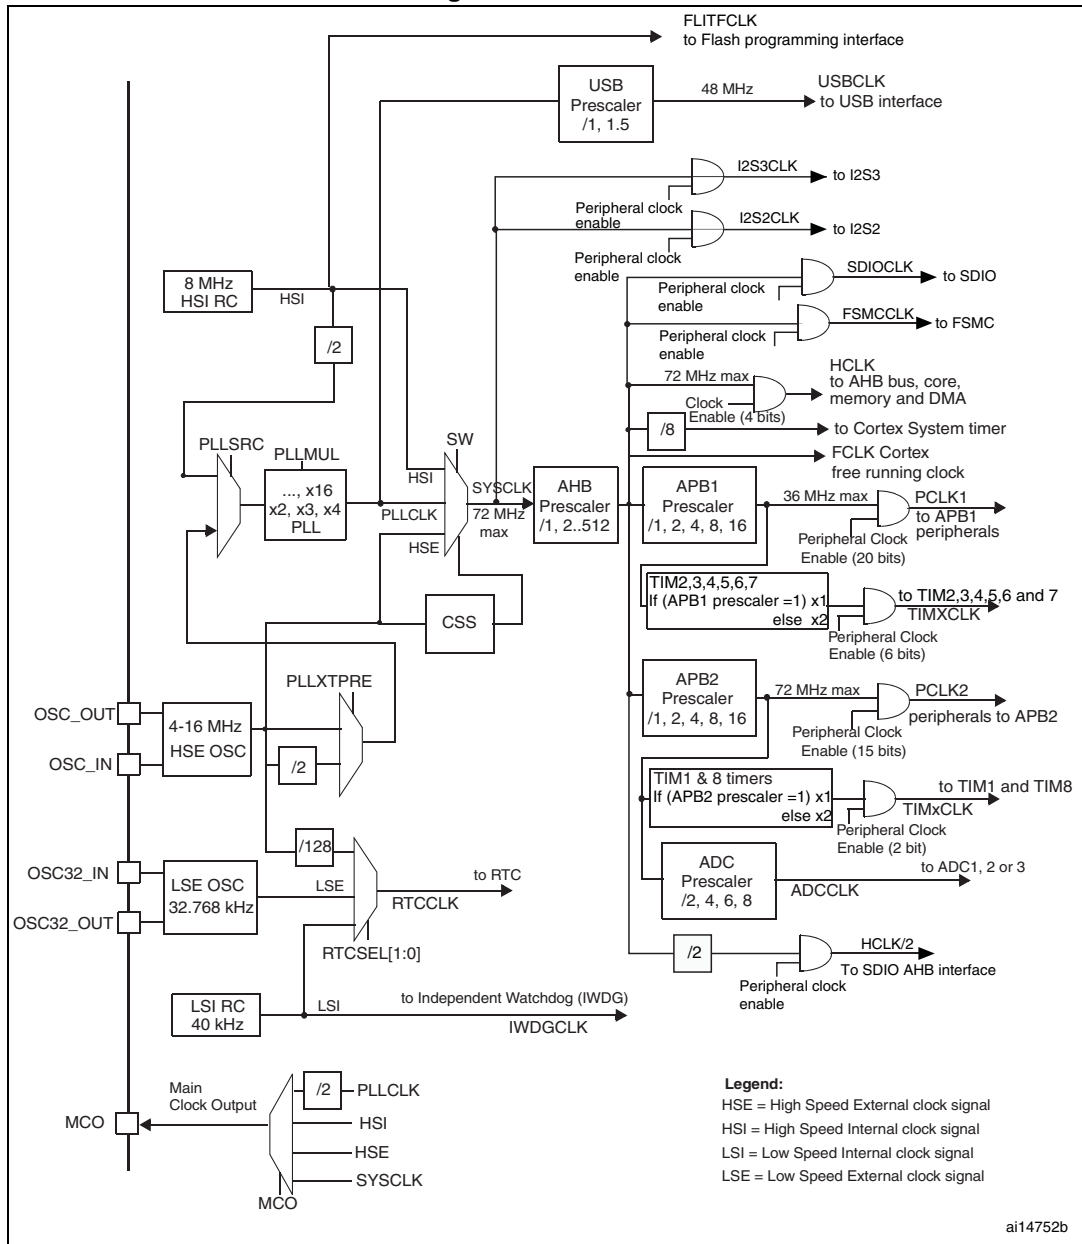 FLITFCLK
to Flash programming interface
USB
Prescaler
/1, 1.5
48 MHz
USBCLK
to USB interface
I2S3CLK
to I2S3
Peripheral clock
enable
I2S2CLK
to I2S2
Peripheral clock
enable
SDIOCLK
to SDIO
Peripheral clock
enable
FSMCCLK
to FSMC
Peripheral clock
enable
8 MHz
HSI RC
HSI
/2
HCLK
72 MHz max
to AHB bus, core,
memory and DMA
Clock
Enable (4 bits)
/8
to Cortex System timer
FCLK Cortex
free running clock
PLLSRC
PLLMUL
..., x16
x2, x3, x4
PLL
SW
HSI
PLLCLK
HSE
SYSCLK
72 MHz
max
AHB
Prescaler
/1, 2..512
APB1
Prescaler
/1, 2, 4, 8, 16
36 MHz max
PCLK1
to APB1
peripherals
Peripheral Clock
Enable (20 bits)
TIM2,3,4,5,6,7
If (APB1 prescaler =1) x1
else x2
to TIM2,3,4,5,6 and 7
TIMXCLK
Peripheral Clock
Enable (6 bits)
CSS
PLLXTPRE
OSC_OUT
4-16 MHz
HSE OSC
OSC_IN
/2
APB2
Prescaler
/1, 2, 4, 8, 16
72 MHz max
PCLK2
peripherals to APB2
Peripheral Clock
Enable (15 bits)
TIM1 & 8 timers
If (APB2 prescaler =1) x1
else x2
to TIM1 and TIM8
TIMxCLK
Peripheral Clock
Enable (2 bit)
/128
OSC32_IN
LSE OSC
32.768 kHz
OSC32_OUT
LSE
to RTC
RTCCLK
RTCSEL[1:0]
ADC
Prescaler
/2, 4, 6, 8
to ADC1, 2 or 3
ADCCLK
/2
HCLK/2
To SDIO AHB interface
Peripheral clock
enable
LSI RC
40 kHz
LSI
to Independent Watchdog (IWDG)
IWDGCLK
Main
Clock Output
MCO
/2
PLLCLK
HSI
HSE
SYSCLK
MCO
Legend:
HSE = High Speed External clock signal
HSI = High Speed Internal clock signal
LSI = Low Speed Internal clock signal
LSE = Low Speed External clock signal
ai14752b